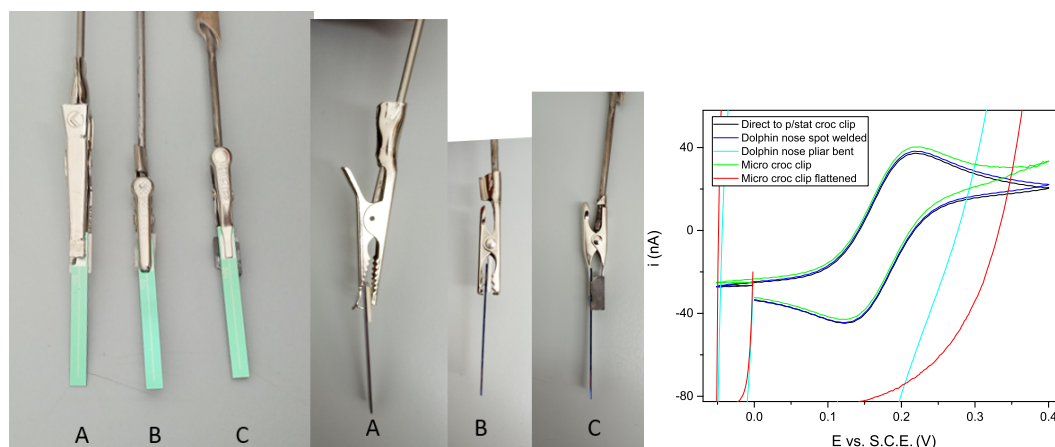 A B C
A
B
C
Direct to p/stat croc clip
Dolphin nose spot welded
Dolphin nose pliar bent
Micro croc clip
Micro croc clip flattened
40
0
-40
-80
i (nA)
0.0 0.1 0.2 0.3 0.4
E vs. S.C.E. (V)